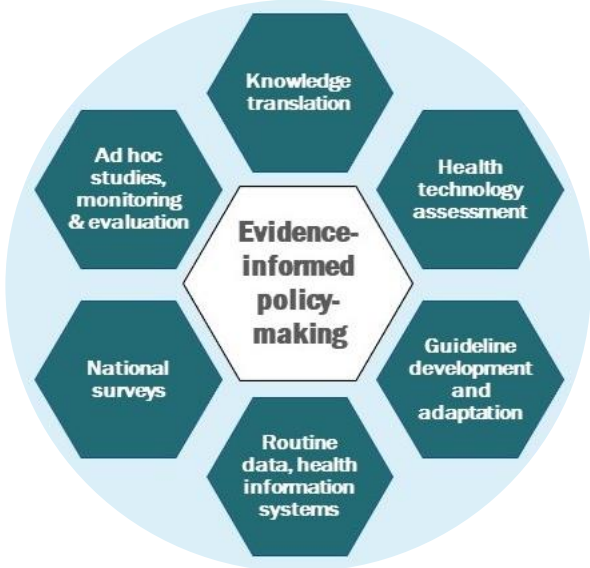 Knowledge
translation
Ad hoc
studies,
monitoring
& evaluation
Health
technology
assessment
Evidence-
informed
policy-
making
National
surveys
Guideline
development
and
adaptation
Routine
data, health
information
systems